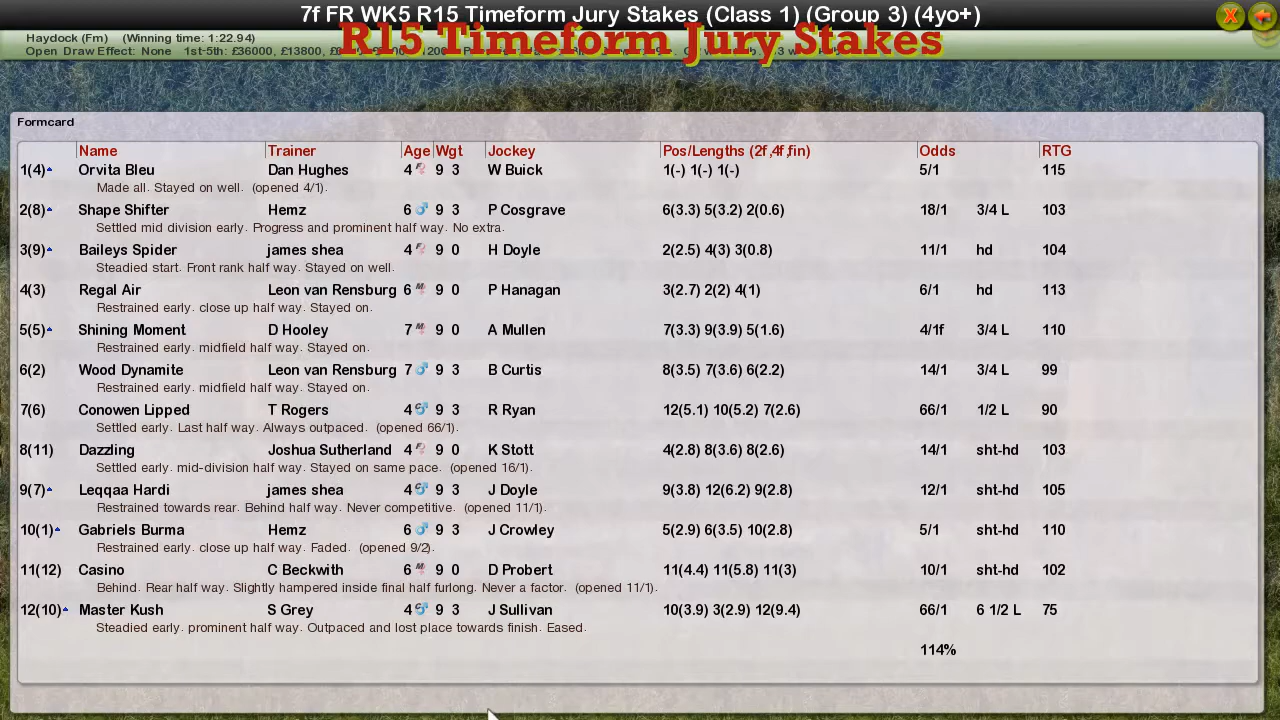 7f FR WK5 R15 Timeform Jury Stakes (Class 1) (Group 3) (4yo+)
R15 Timeform Jury Stakes
Haydock (Fm) (Winning time: 1:22.94)
Open Draw Effect: None 1st-5th: £36000, £13800,
Formcard
Name Trainer Age Wgt Jockey Pos/Lengths (2f,4f,fin) Odds RTG
1(4) Orvita Bleu Dan Hughes 4 9 3 W Buick 1(-) 1(-) 1(-) 5/1 115
Made all. Stayed on well. (opened 4/1).
2(8) Shape Shifter Hemz 6 9 3 P Cosgrave 6(3.3) 5(3.2) 2(0.6) 18/1 3/4 L 103
Settled mid division early. Progress and prominent half way. No extra.
3(9) Baileys Spider james shea 4 9 0 H Doyle 2(2.5) 4(3) 3(0.8) 11/1 hd 104
Steadied start. Front rank half way. Stayed on well.
4(3) Regal Air Leon van Rensburg 6 M 9 0 P Hanagan 3(2.7) 2(2) 4(1) 6/1 hd 113
Restrained early. close up half way. Stayed on.
5(5) Shining Moment D Hooley 7 M 9 0 A Mullen 7(3.3) 9(3.9) 5(1.6) 4/1f 3/4 L 110
Restrained early. midfield half way. Stayed on.
6(2) Wood Dynamite Leon van Rensburg 7 9 3 B Curtis 8(3.5) 7(3.6) 6(2.2) 14/1 3/4 L 99
Restrained early. midfield half way. Stayed on.
7(6) Conowen Lipped T Rogers 4 9 3 R Ryan 12(5.1) 10(5.2) 7(2.6) 66/1 1/2 L 90
Settled early. Last half way. Always outpaced. (opened 66/1).
8(11) Dazzling Joshua Sutherland 4 9 0 K Stott 4(2.8) 8(3.6) 8(2.6) 14/1 sht-hd 103
Settled early. mid-division half way. Stayed on same pace. (opened 16/1).
9(7) Leqqaa Hardi james shea 4 9 3 J Doyle 9(3.8) 12(6.2) 9(2.8) 12/1 sht-hd 105
Restrained towards rear. Behind half way. Never competitive. (opened 11/1).
10(1) Gabriels Burma Hemz 6 9 3 J Crowley 5(2.9) 6(3.5) 10(2.8) 5/1 sht-hd 110
Restrained early. close up half way. Faded. (opened 9/2).
11(12) Casino C Beckwith 6 M 9 0 D Probert 11(4.4) 11(5.8) 11(3) 10/1 sht-hd 102
Behind. Rear half way. Slightly hampered inside final half furlong. Never a factor. (opened 11/1).
12(10) Master Kush S Grey 4 9 3 J Sullivan 10(3.9) 3(2.9) 12(9.4) 66/1 6 1/2 L 75
Steadied early. prominent half way. Outpaced and lost place towards finish. Eased.
114%